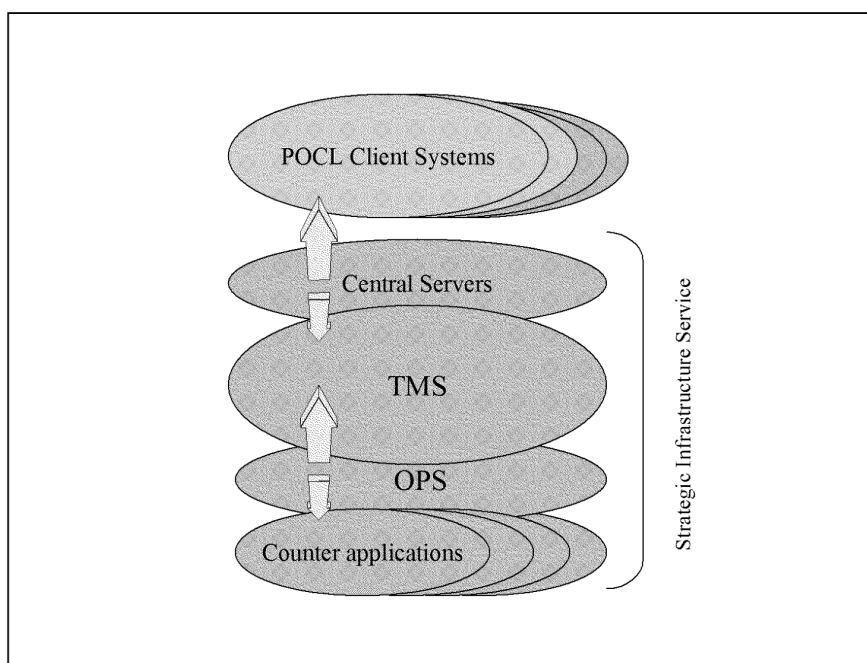 POCL Client Systems
Central Servers
TMS
OPS
Counter applications
Strategic Infrastructure Service